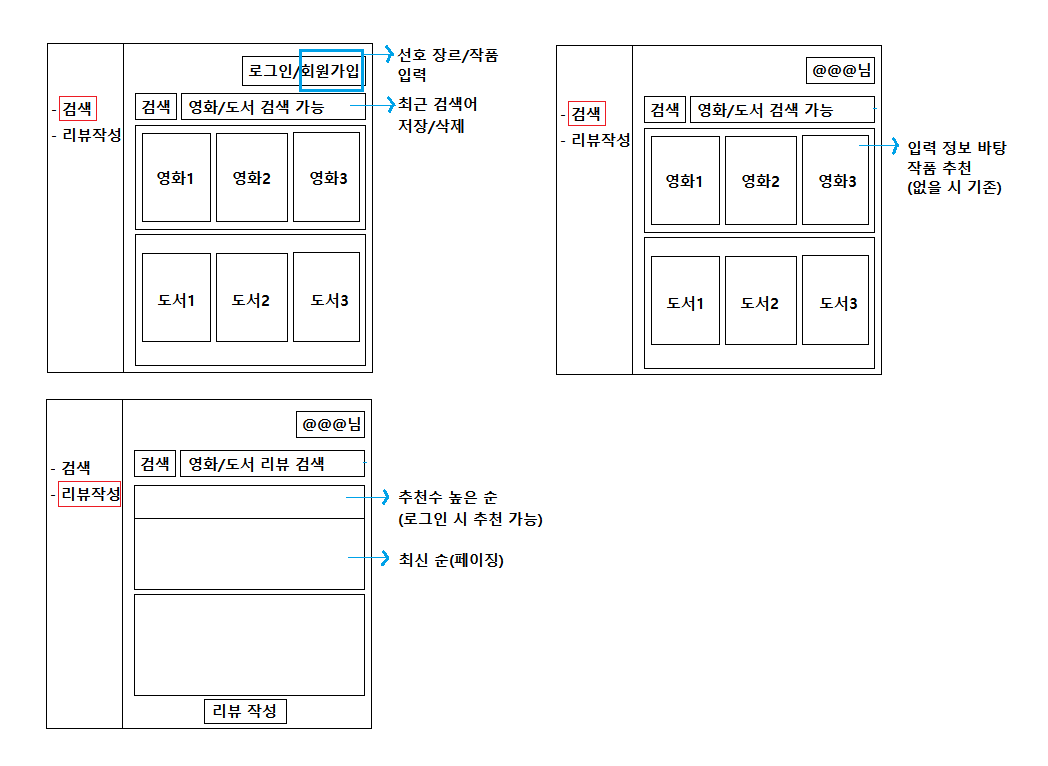 로그인/회원가입
선호 장르/작품
입력
- 검색
- 리뷰작성
검색
영화/도서 검색 가능
최근 검색어
저장/삭제
영화1
영화2
영화3
도서1
도서2
도서3
@@@님
- 검색
- 리뷰작성
검색
영화/도서 검색 가능
입력 정보 바탕
작품 추천
(없을 시 기존)
영화1
영화2
영화3
도서1
도서2
도서3
@@@님
- 검색
- 리뷰작성
검색
영화/도서 리뷰 검색
추천수 높은 순
(로그인 시 추천 가능)
최신 순(페이징)
리뷰 작성